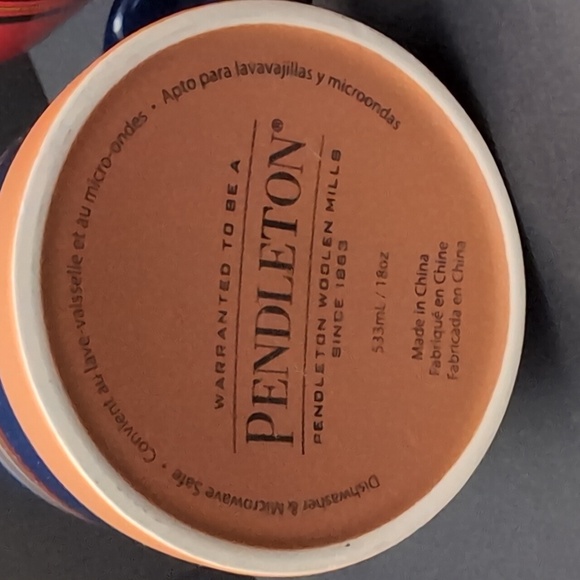 Dishwasher & Microwave Safe • Convient au lave-vaisselle et au micro-ondes • Apto para lavavajillas y microondas
WARRANTED TO BE A
PENDLETON®
PENDLETON WOOLEN MILLS
SINCE 1863
533mL / 18oz
Made in China
Fabriqué en Chine
Fabricada en China